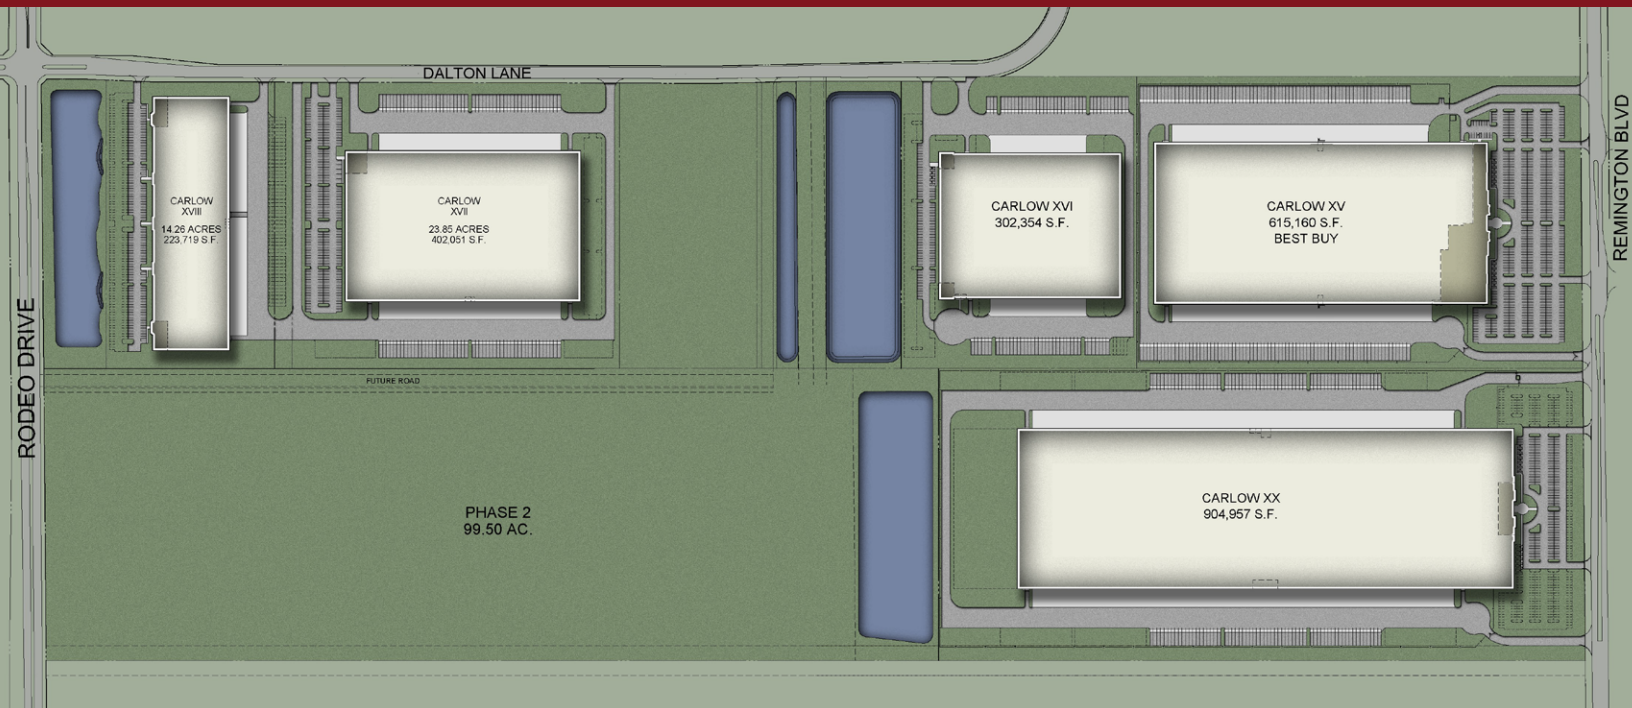 DALTON LANE
RODEO DRIVE
REMINGTON BLVD
CARLOW
XVIII
14.26 ACRES
223,719 S.F.
CARLOW
XVII
23.85 ACRES
402,051 S.F.
CARLOW XVI
302,354 S.F.
CARLOW XV
615,160 S.F.
BEST BUY
FUTURE ROAD
PHASE 2
99.50 AC.
CARLOW XX
904,957 S.F.